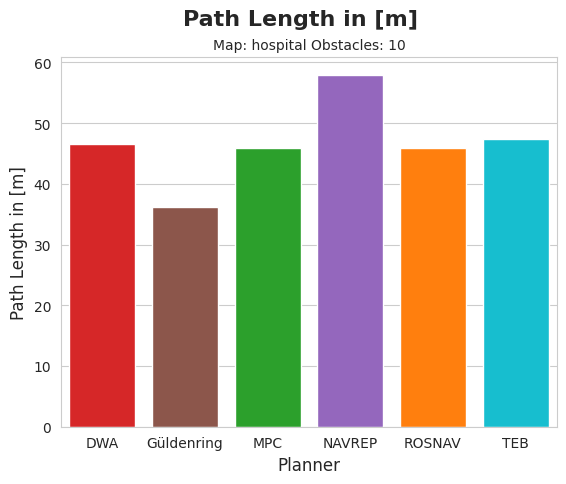 Path Length in [m]
Map: hospital Obstacles: 10
60
50
40
30
20
10
0
Path Length in [m]
DWA Güldenring MPC NAVREP ROSNAV TEB
Planner